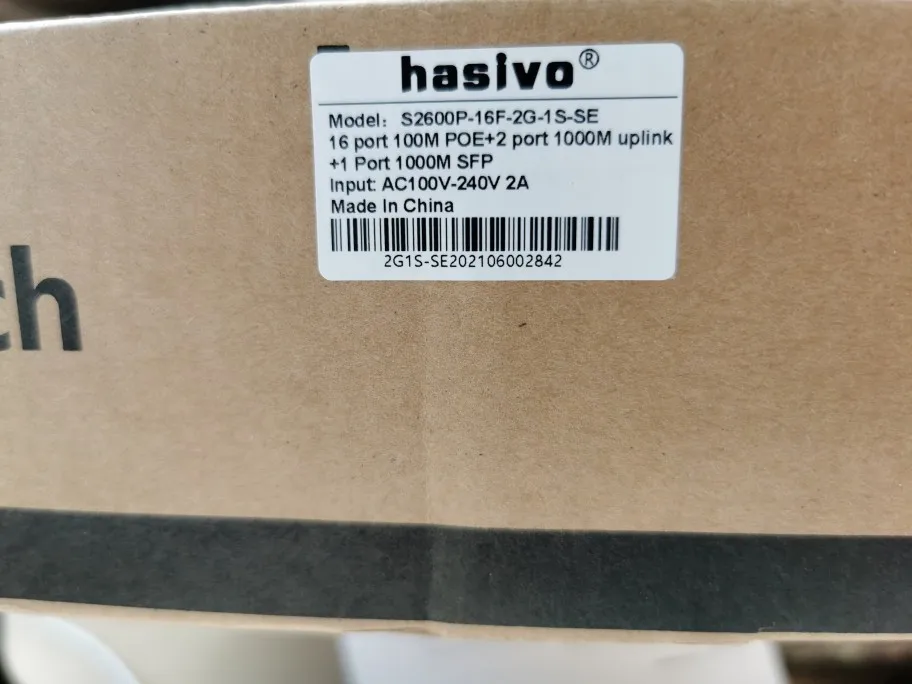 hasivo®
Model: S2600P-16F-2G-1S-SE
16 port 100M POE+2 port 1000M uplink
+1 Port 1000M SFP
Input: AC100V-240V 2A
Made In China
2G1S-SE202106002842
ch